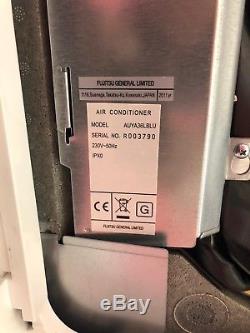 FUJITSU GENERAL LIMITED
1116, Suenaga, Takatsu-ku, Kawasaki, JAPAN 2011yr
AIR CONDITIONER
MODEL AUYA36LBLU
SERIAL NO. R003790
230V~50Hz
IPX0
CE G
FUJITSU GENERAL LIMITED